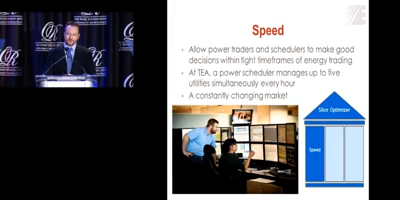 Speed
• Allow power traders and schedulers to make good
decisions within tight timeframes of energy trading
• At TEA, a power scheduler manages up to five
utilities simultaneously every hour
• A constantly changing market
Slice Optimizer
Speed